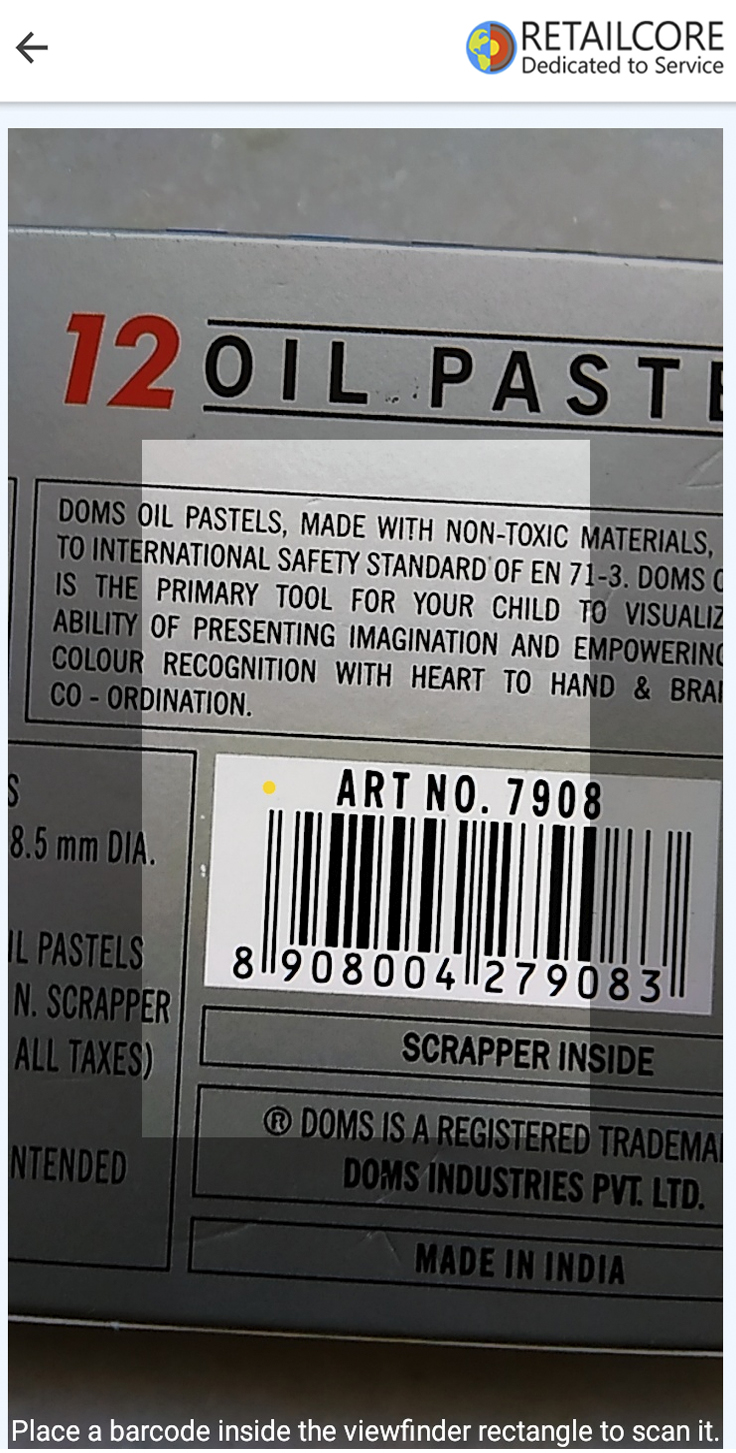 RETAILCORE
Dedicated to Service
12 OIL PASTE
DOMS OIL PASTELS, MADE WITH NON-TOXIC MATERIALS,
TO INTERNATIONAL SAFETY STANDARD OF EN 71-3. DOMS
IS THE PRIMARY TOOL FOR YOUR CHILD TO VISUALIZ
ABILITY OF PRESENTING IMAGINATION AND EMPOWERING
COLOUR RECOGNITION WITH HEART TO HAND & BRAI
CO - ORDINATION.
S
8.5 mm DIA.
IL PASTELS
N. SCRAPPER
ALL TAXES)
NTENDED
ART NO. 7908
8 908004 279083
SCRAPPER INSIDE
® DOMS IS A REGISTERED TRADEMA
DOMS INDUSTRIES PVT. LTD.
MADE IN INDIA
Place a barcode inside the viewfinder rectangle to scan it.